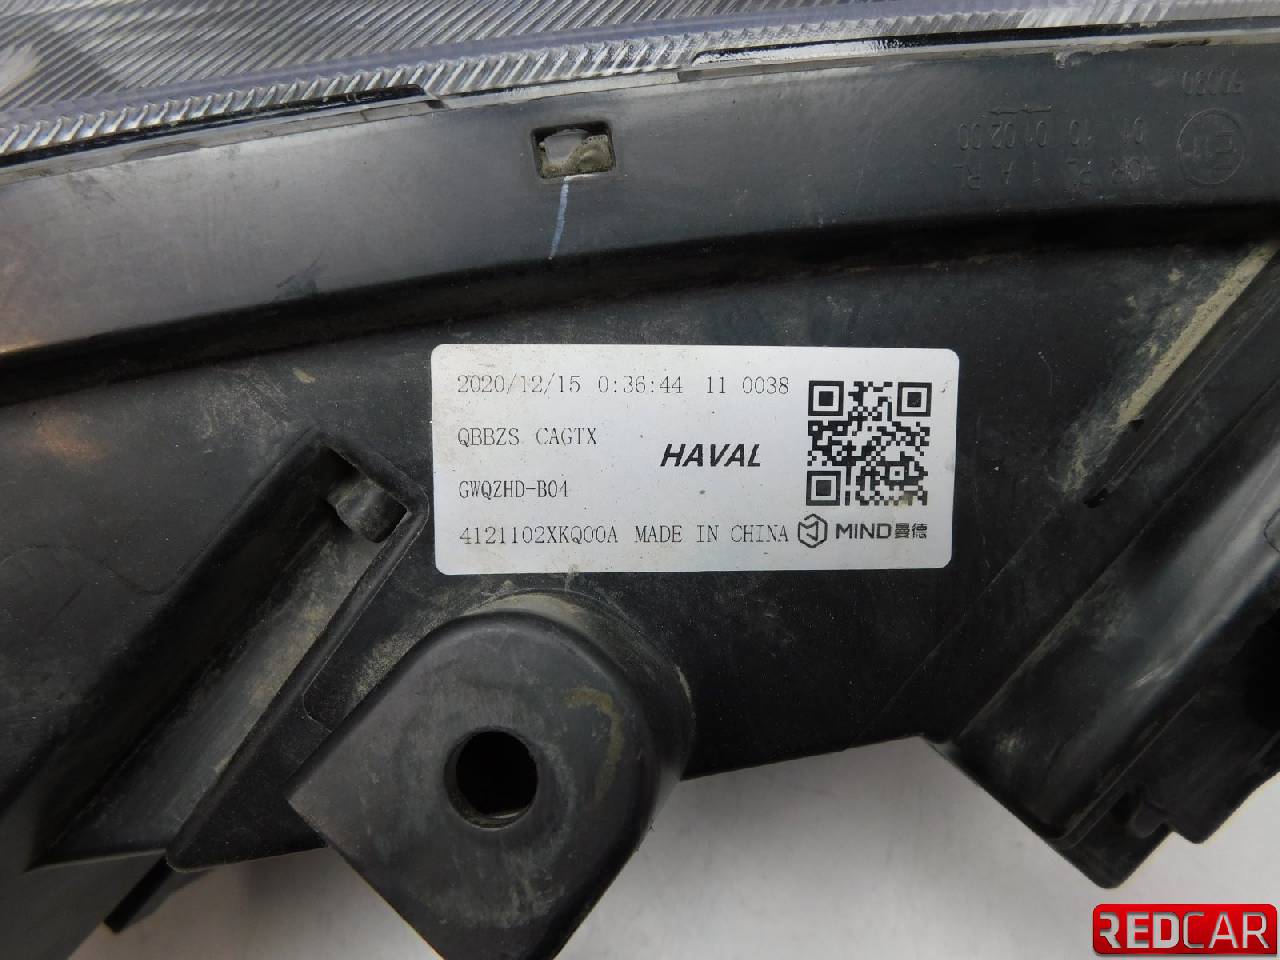 2020/12/15 0:36:44 11 0038
QBBZS CAGTX
HAVAL
GWQZHD-B04
4121102XKQ00A MADE IN CHINA MIND曼德
REDCAR